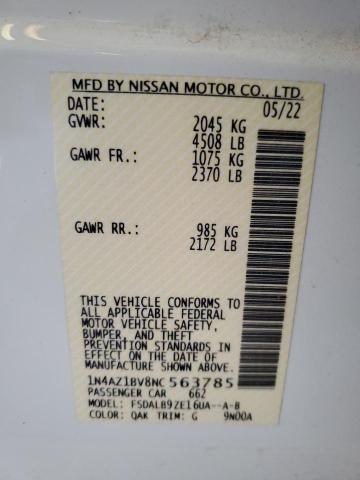 MFD BY NISSAN MOTOR CO., LTD.
DATE: 05/22
GVWR: 2045 KG
4508 LB
GAWR FR.: 1075 KG
2370 LB
GAWR RR.: 985 KG
2172 LB
THIS VEHICLE CONFORMS TO
ALL APPLICABLE FEDERAL
MOTOR VEHICLE SAFETY,
BUMPER, AND THEFT
PREVENTION STANDARDS
IN EFFECT ON THE DATE OF
MANUFACTURE SHOWN ABOVE.
1N4AZ1BV8NC 563785
PASSENGER CAR 662
MODEL: FSDALB9ZE16UA--A-B
COLOR: QAK TRIM: G 9N00A